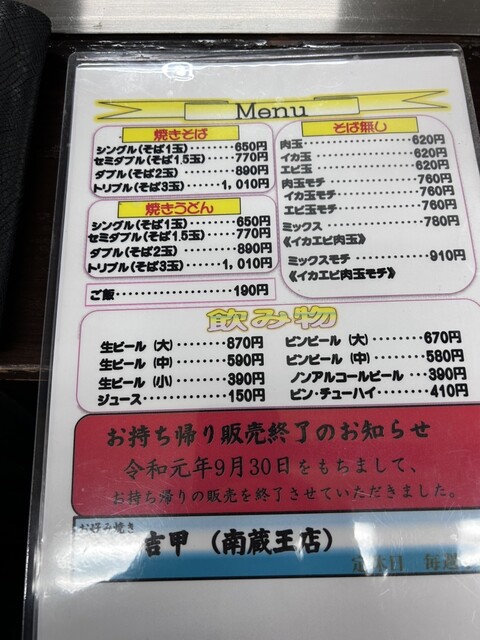 Menu
焼きそば
シングル(そば1玉)・・・・・・・650円
セミダブル(そば1.5玉)・・・・・・770円
ダブル(そば2玉)・・・・・・・・・890円
トリプル(そば3玉)・・・・・・1,010円
焼きうどん
シングル(そば1玉)・・・・・・・650円
セミダブル(そば1.5玉)・・・・・770円
ダブル(そば2玉)・・・・・・・・890円
トリプル(そば3玉)・・・・・・1,010円
ご飯・・・・・・・・・・・・・・・190円
そば無し
肉玉・・・・・・・・・・・・・・620円
イカ玉・・・・・・・・・・・・・620円
エビ玉・・・・・・・・・・・・・620円
肉玉モチ・・・・・・・・・・・760円
イカ玉モチ・・・・・・・・・・760円
エビ玉モチ・・・・・・・・・・760円
ミックス・・・・・・・・・・・・780円
《イカエビ肉玉》
ミックスモチ・・・・・・・・・910円
《イカエビ肉玉モチ》
飲み物
生ビール (大)・・・・・・・870円
生ビール (中)・・・・・・・590円
生ビール (小)・・・・・・・390円
ジュース・・・・・・・・・・・150円
ビンビール (大)・・・・・・670円
ビンビール (中)・・・・・・580円
ノンアルコールビール・・・390円
ビン・チューハイ・・・・・・410円
お持ち帰り販売終了のお知らせ
令和元年9月30日をもちまして、
お持ち帰りの販売を終了させていただきました。
お好み焼き
吉甲 (南蔵王店)
定休日 毎週